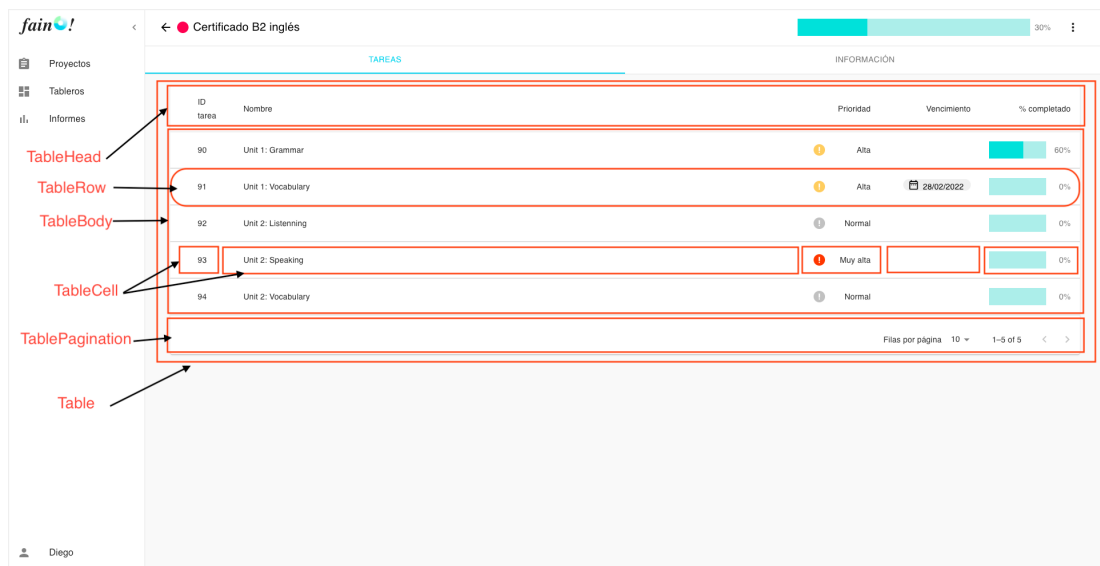 fain!
Certificado B2 inglés
30%
Proyectos
Tableros
Informes
TAREAS
INFORMACIÓN
ID
tarea
Nombre
Prioridad
Vencimiento
% completado
90
Unit 1: Grammar
Alta
60%
91
Unit 1: Vocabulary
Alta
28/02/2022
0%
92
Unit 2: Listenning
Normal
0%
93
Unit 2: Speaking
Muy alta
0%
94
Unit 2: Vocabulary
Normal
0%
Filas por página 10
1–5 of 5
TableHead
TableRow
TableBody
TableCell
TablePagination
Table
Diego